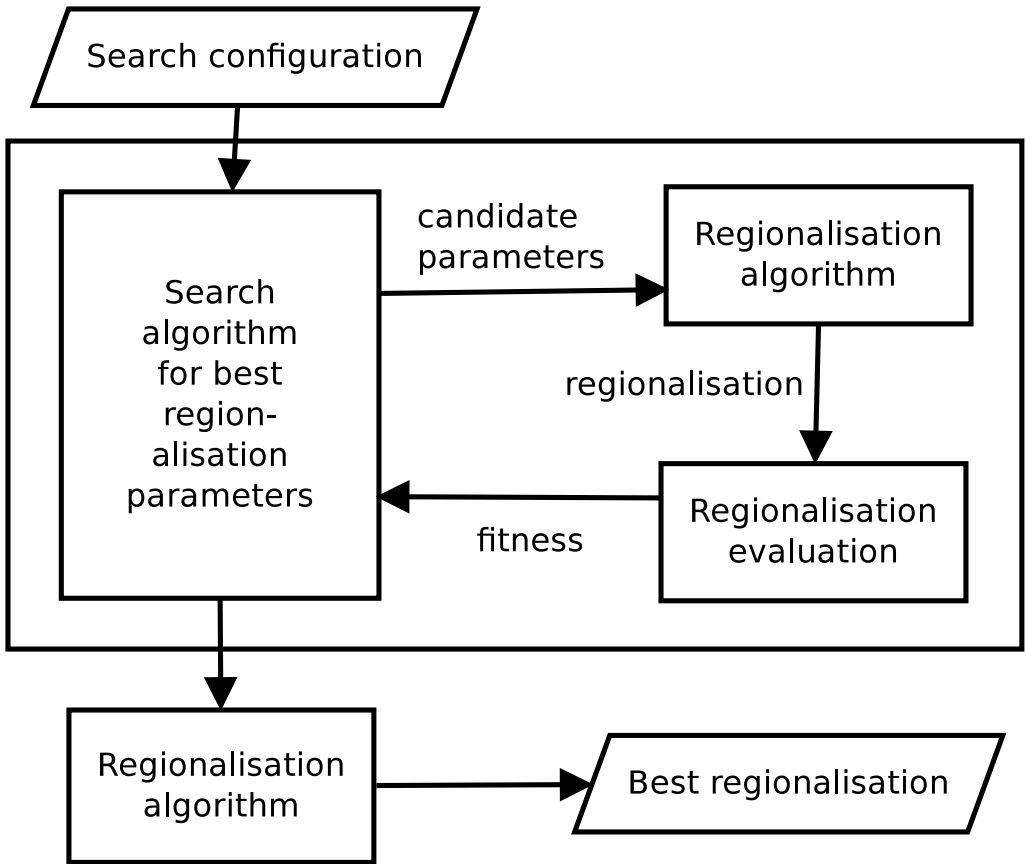 Search configuration
candidate
parameters
Regionalisation
algorithm
Search
algorithm
for best
region-
alisation
parameters
regionalisation
Regionalisation
evaluation
fitness
Regionalisation
algorithm
Best regionalisation